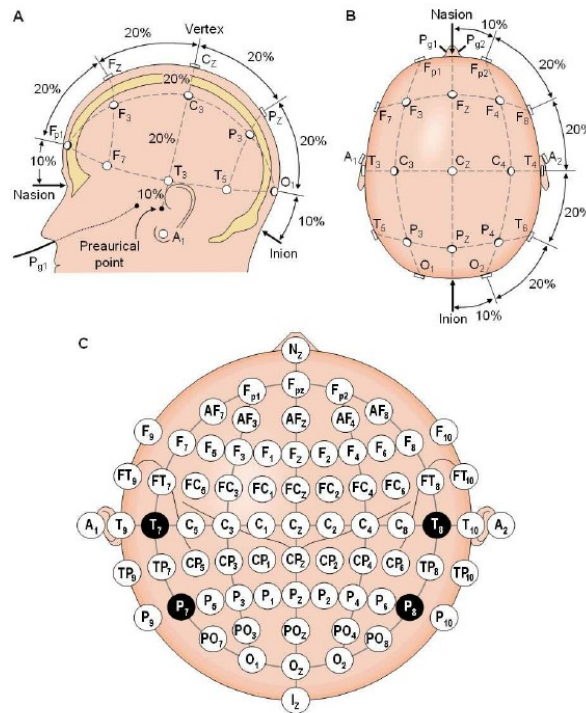 A
20%
Vertex
20%
Cz
Fz
20%
20%
20%
C3
F3
Pz
Fp1
P3
20%
10%
F7
20%
T3
T5
O1
Nasion
10%
10%
Preaurical
point
A1
Inion
Pg1
B
Nasion
10%
Pg1 Pg2
Fp1 Fp2
20%
F7 F3 Fz F4 F8
20%
A1 T3 C3 Cz C4 T4 A2
20%
T5 P3 Pz P4 T6
O1 O2
20%
10%
Inion
C
Nz
Fp1 Fpz Fp2
AF7 AF3 AFz AF4 AF8
F9 F7 F5 F3 F1 Fz F2 F4 F6 F8 F10
FT9 FT7 FC5 FC3 FC1 FCz FC2 FC4 FC6 FT8 FT10
A1 T9 T7 C5 C3 C1 Cz C2 C4 C6 T8 T10 A2
TP9 TP7 CP5 CP3 CP1 CPz CP2 CP4 CP6 TP8 TP10
P9 P7 P5 P3 P1 Pz P2 P4 P6 P8 P10
PO7 PO3 POz PO4 PO8
O1 Oz O2
Iz